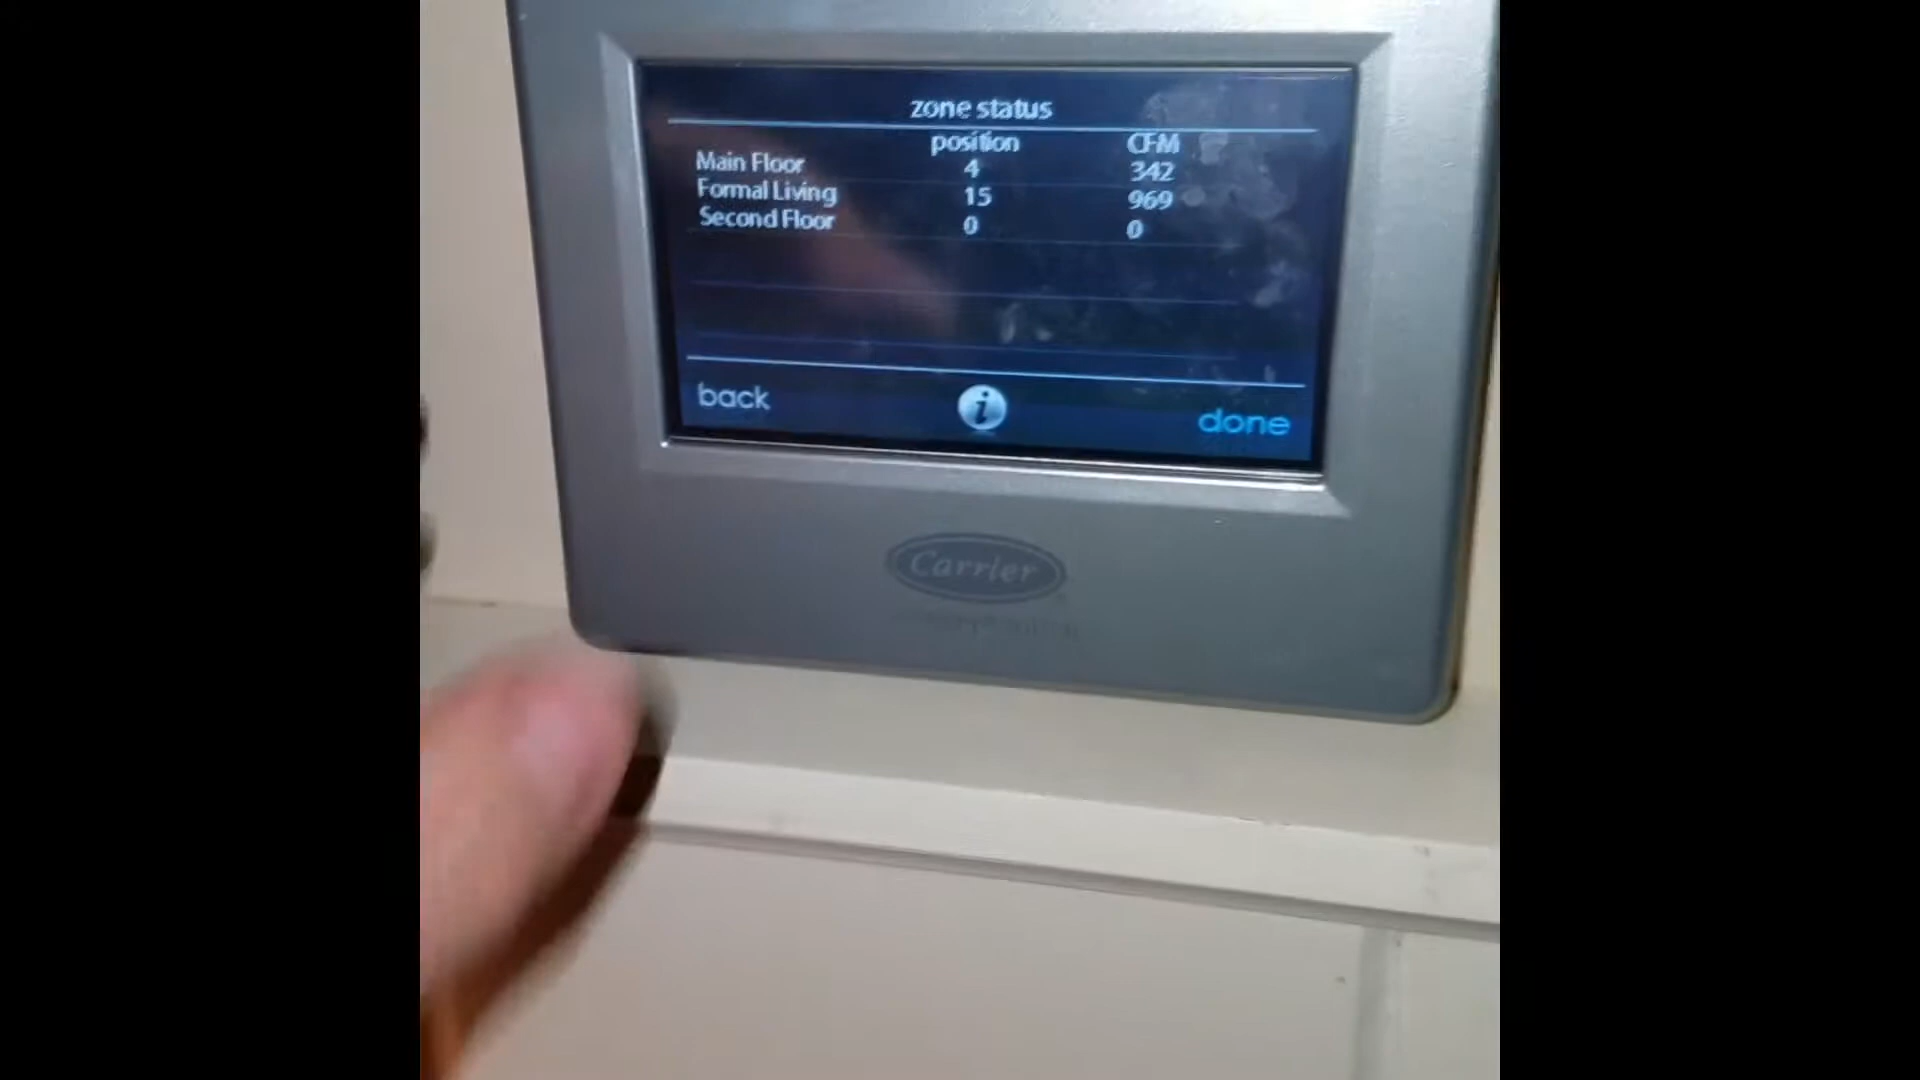 zone status
position CFM
Main Floor 4 342
Formal Living 15 969
Second Floor 0 0
back i done
Carrier